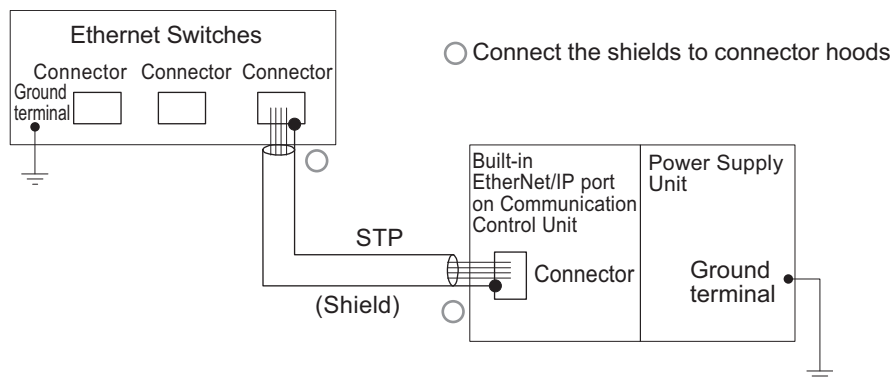 Ethernet Switches
Connect the shields to connector hoods
Connector Connector Connector
Ground
terminal
Built-in
EtherNet/IP port
on Communication
Control Unit
Power Supply
Unit
STP
Connector
Ground
terminal
(Shield)